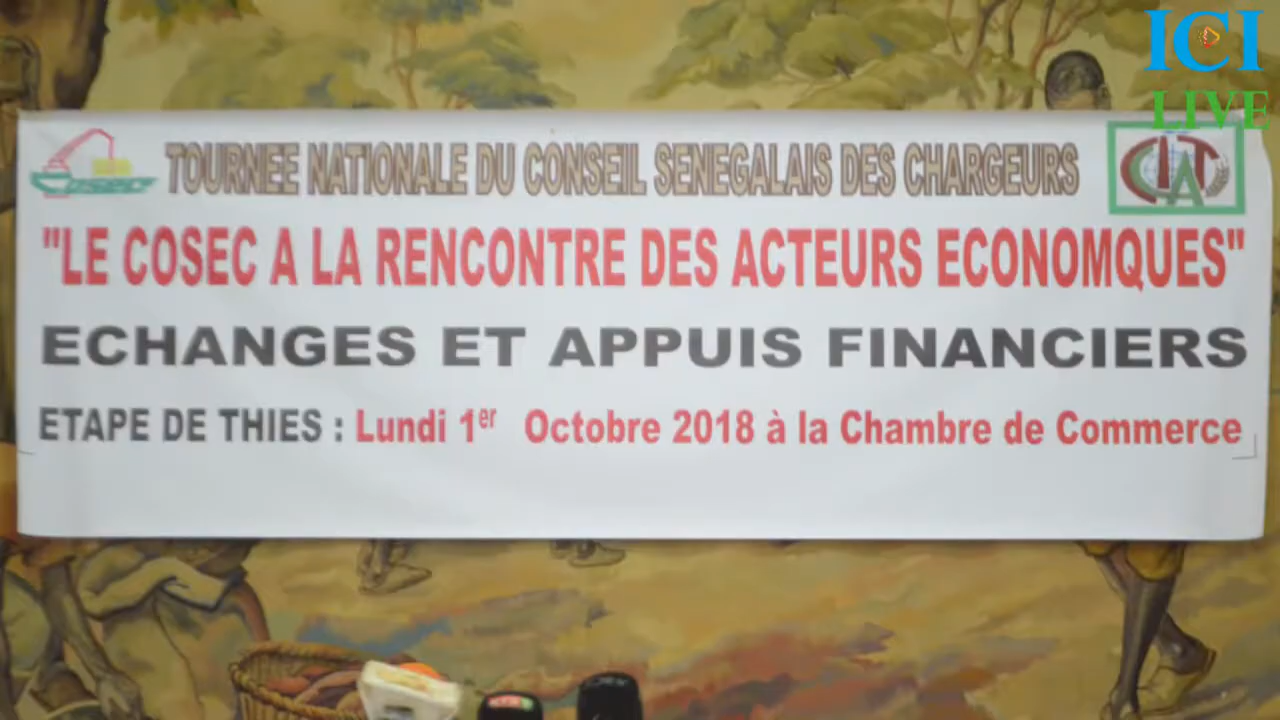 ICI
LIVE
COSEC
TOURNEE NATIONALE DU CONSEIL SENEGALAIS DES CHARGEURS
"LE COSEC A LA RENCONTRE DES ACTEURS ECONOMQUES"
ECHANGES ET APPUIS FINANCIERS
ETAPE DE THIES : Lundi 1er Octobre 2018 à la Chambre de Commerce